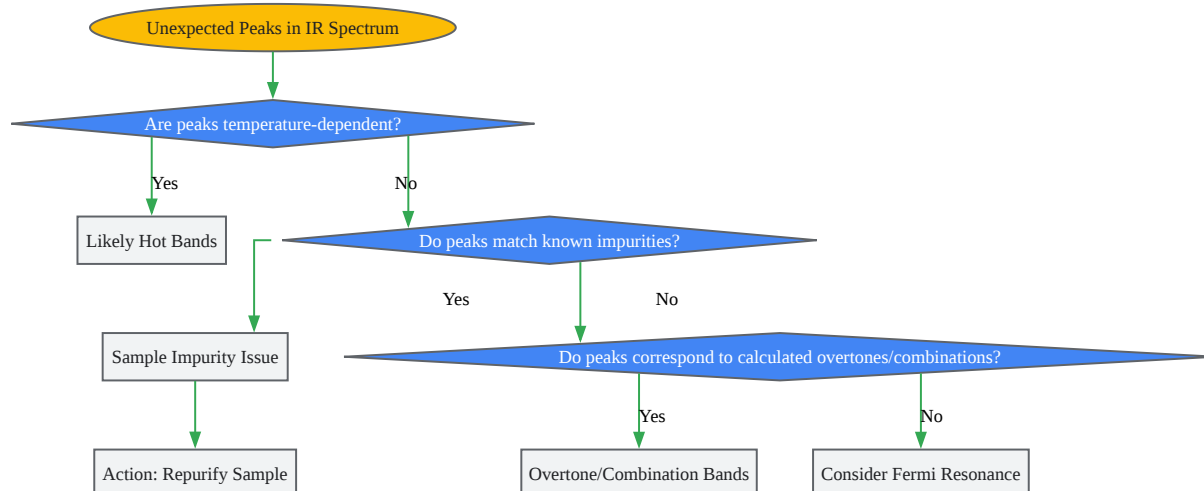 Unexpected Peaks in IR Spectrum
Are peaks temperature-dependent?
Yes
No
Likely Hot Bands
Do peaks match known impurities?
Yes
No
Sample Impurity Issue
Do peaks correspond to calculated overtones/combinations?
Yes
No
Action: Repurify Sample
Overtone/Combination Bands
Consider Fermi Resonance